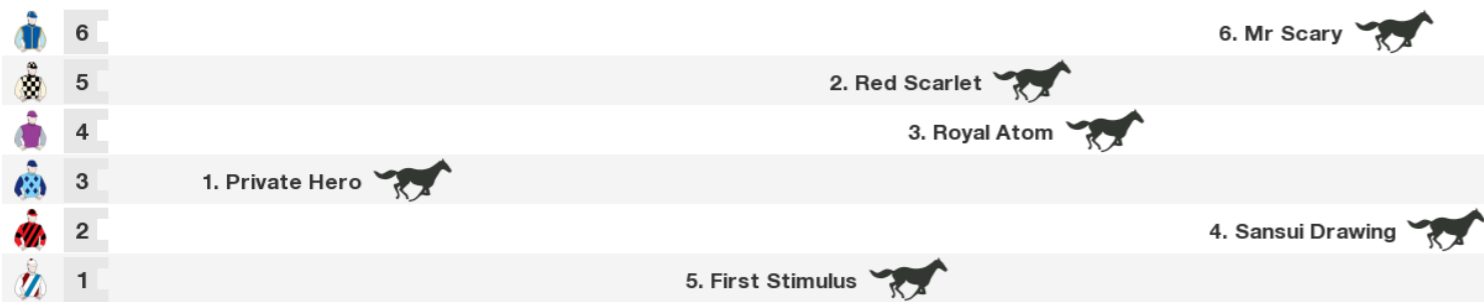 6 6. Mr Scary
5 2. Red Scarlet
4 3. Royal Atom
3 1. Private Hero
2 4. Sansui Drawing
1 5. First Stimulus